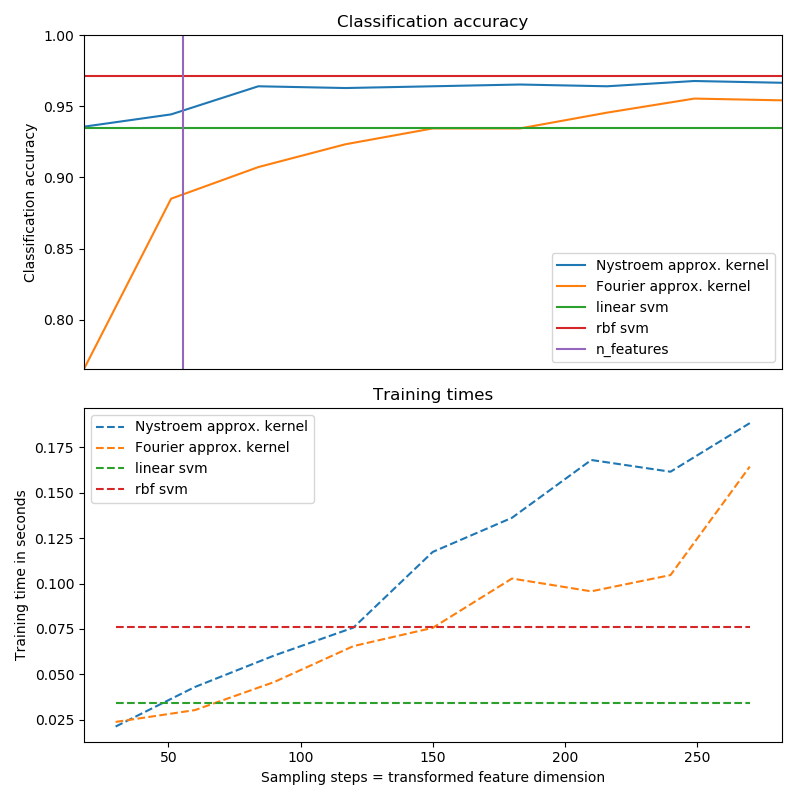 Classification accuracy
1.00
0.95
0.90
0.85
0.80
Classification accuracy
Nystroem approx. kernel
Fourier approx. kernel
linear svm
rbf svm
n_features
Training times
0.175
0.150
0.125
0.100
0.075
0.050
0.025
Training time in seconds
Nystroem approx. kernel
Fourier approx. kernel
linear svm
rbf svm
50 100 150 200 250
Sampling steps = transformed feature dimension